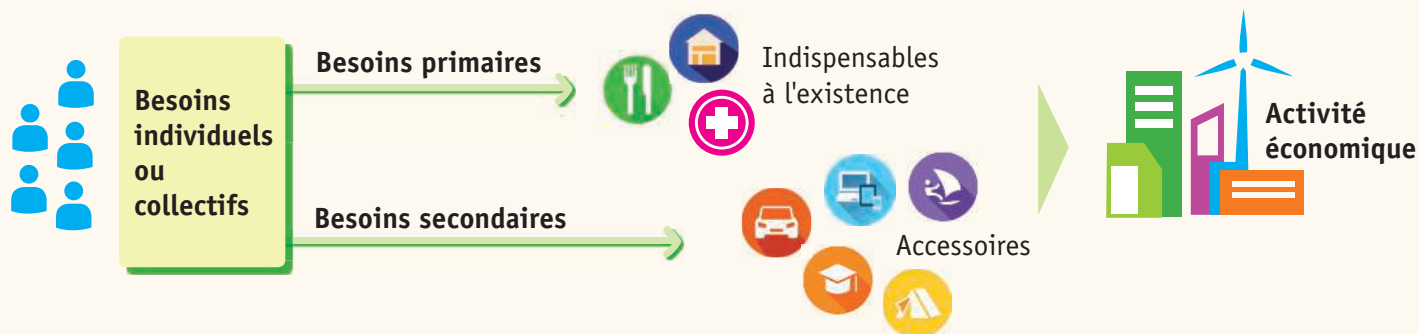 Besoins
individuels
ou
collectifs
Besoins primaires
Indispensables
à l'existence
Besoins secondaires
Accessoires
Activité
économique